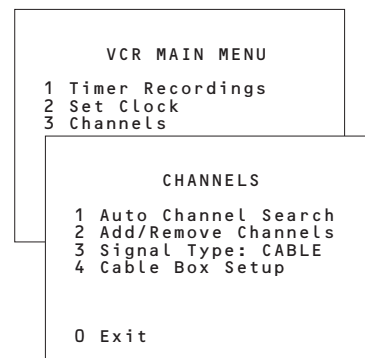 VCR MAIN MENU
1 Timer Recordings
2 Set Clock
3 Channels
CHANNELS
1 Auto Channel Search
2 Add/Remove Channels
3 Signal Type: CABLE
4 Cable Box Setup
0 Exit